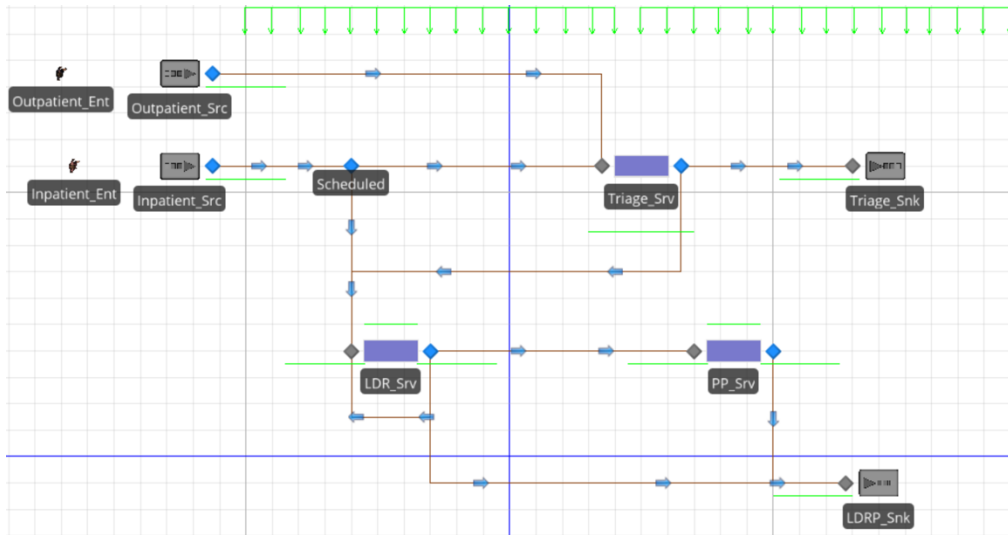 Outpatient_Ent
Outpatient_Src
Inpatient_Ent
Inpatient_Src
Scheduled
Triage_Srv
Triage_Snk
LDR_Srv
PP_Srv
LDRP_Snk